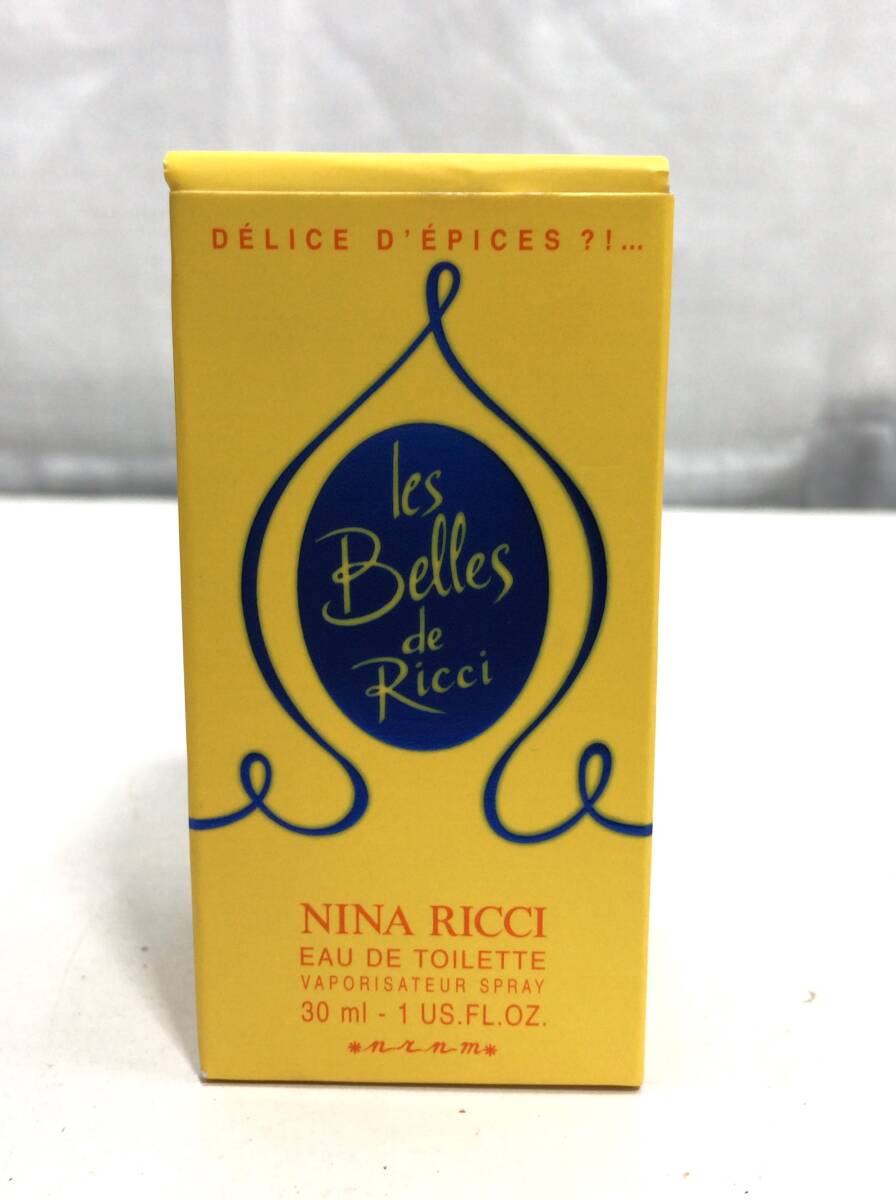 DÉLICE D'ÉPICES ?!...
les
Belles
de
Ricci
NINA RICCI
EAU DE TOILETTE
VAPORISATEUR SPRAY
30 ml - 1 US.FL.OZ.
*nrnm*